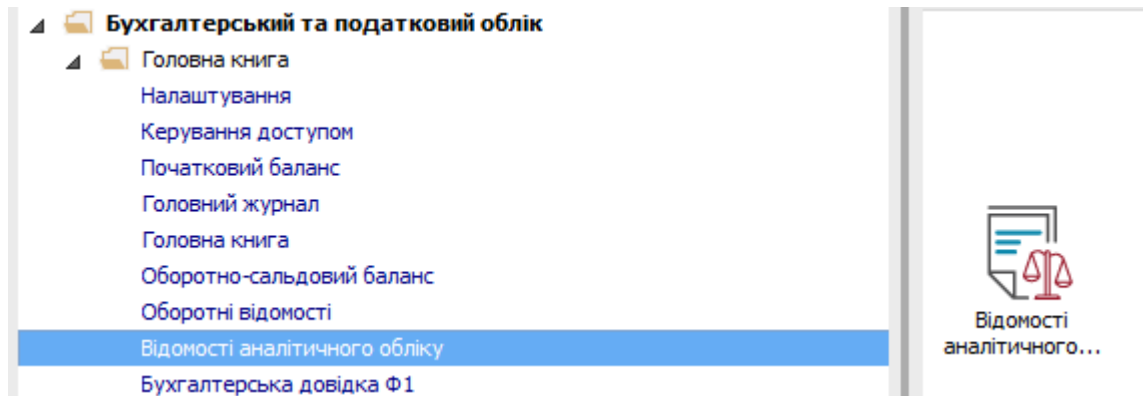 Бухгалтерський та податковий облік
Головна книга
Налаштування
Керування доступом
Початковий баланс
Головний журнал
Головна книга
Оборотно-сальдовий баланс
Оборотні відомості
Відомості аналітичного обліку
Бухгалтерська довідка Ф1
Відомості
аналітичного...